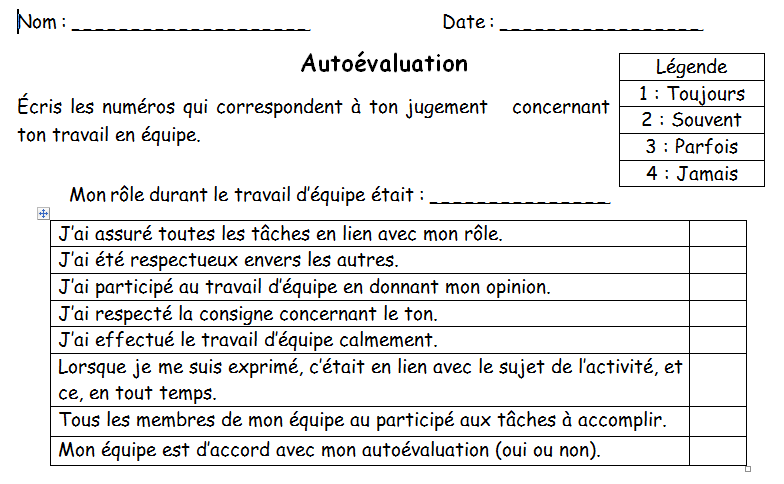 Nom : ____________________ Date : _________________
Autoévaluation
Écris les numéros qui correspondent à ton jugement concernant
ton travail en équipe.
Légende
1 : Toujours
2 : Souvent
3 : Parfois
4 : Jamais
Mon rôle durant le travail d’équipe était : _______________
J’ai assuré toutes les tâches en lien avec mon rôle.
J’ai été respectueux envers les autres.
J’ai participé au travail d’équipe en donnant mon opinion.
J’ai respecté la consigne concernant le ton.
J’ai effectué le travail d’équipe calmement.
Lorsque je me suis exprimé, c’était en lien avec le sujet de l’activité, et
ce, en tout temps.
Tous les membres de mon équipe au participé aux tâches à accomplir.
Mon équipe est d’accord avec mon autoévaluation (oui ou non).